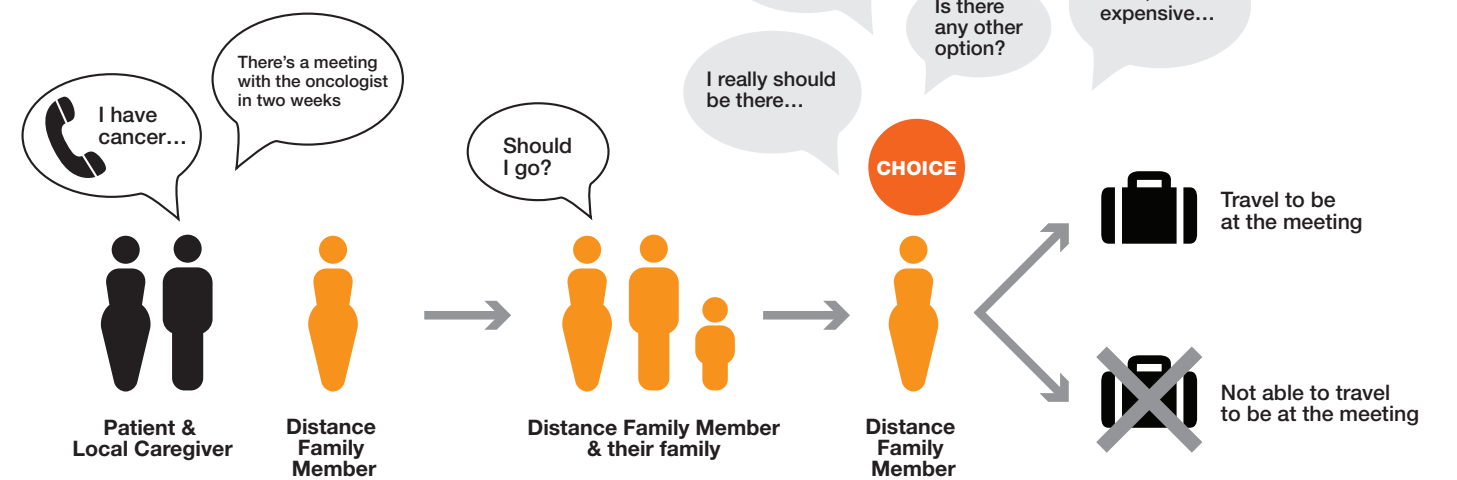 There's a meeting
with the oncologist
in two weeks
I have
cancer…
Should
I go?
I really should
be there…
Is there
any other
option?
expensive…
CHOICE
Travel to be
at the meeting
Not able to travel
to be at the meeting
Patient &
Local Caregiver
Distance
Family
Member
Distance Family Member
& their family
Distance
Family
Member